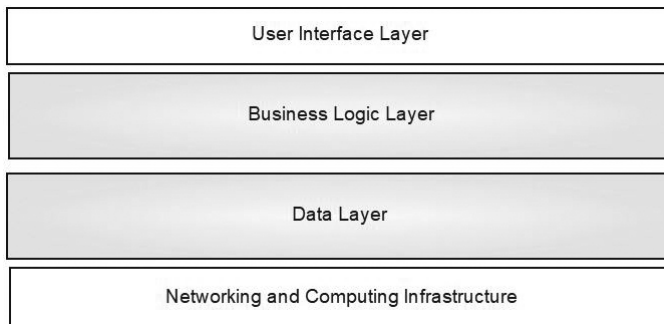 User Interface Layer
Business Logic Layer
Data Layer
Networking and Computing Infrastructure